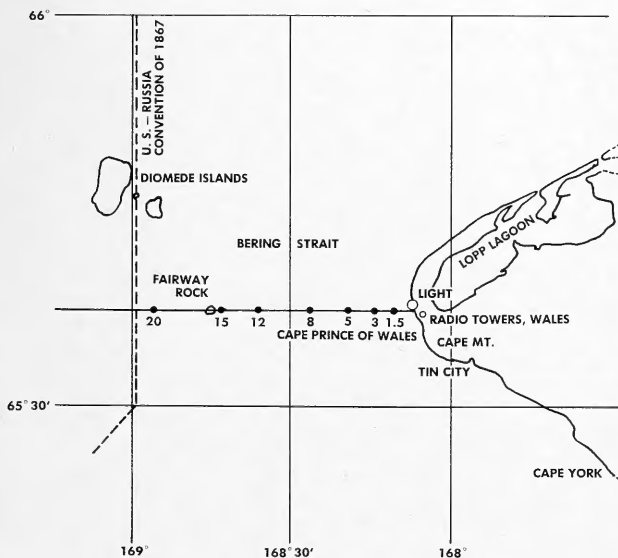 66°
U. S. – RUSSIA
CONVENTION OF 1867
DIOMEDE ISLANDS
BERING STRAIT
LOPP LAGOON
FAIRWAY
ROCK
LIGHT
20
15
12
8
5
3
1.5
RADIO TOWERS, WALES
CAPE PRINCE OF WALES
CAPE MT.
TIN CITY
65° 30'
CAPE YORK
169°
168° 30'
168°